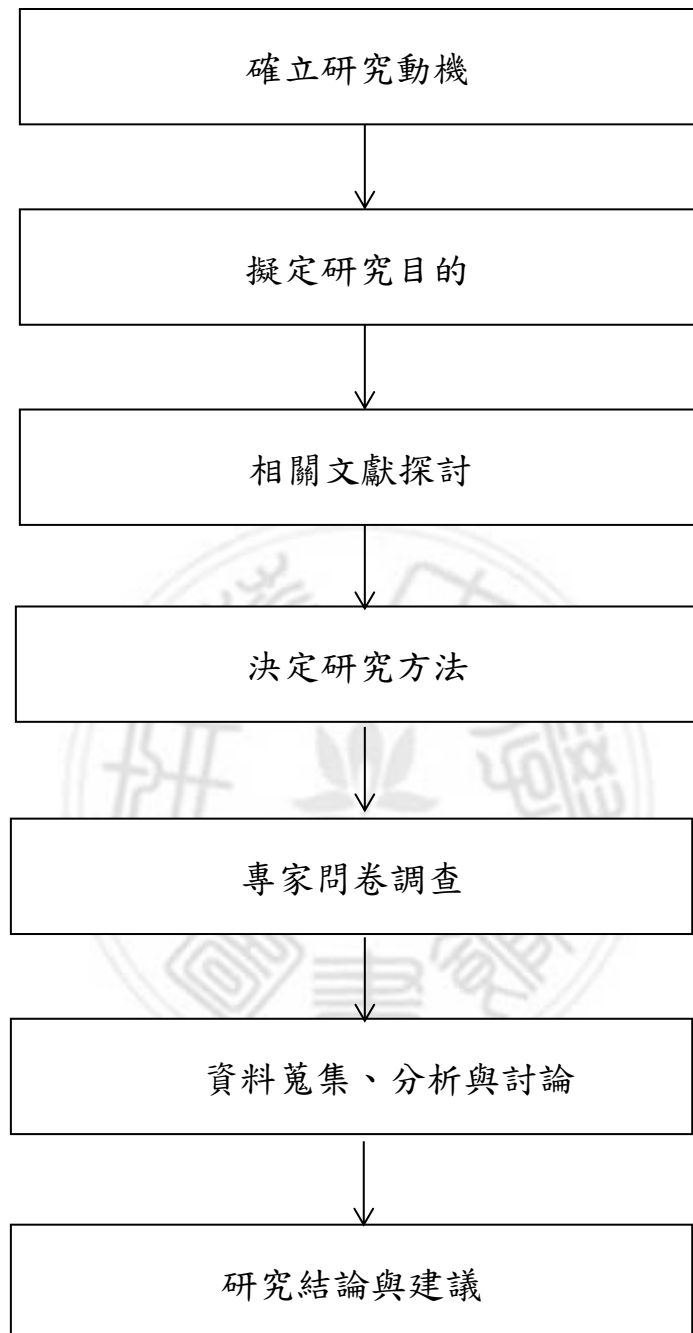 確立研究動機
擬定研究目的
相關文獻探討
決定研究方法
專家問卷調查
資料蒐集、分析與討論
研究結論與建議